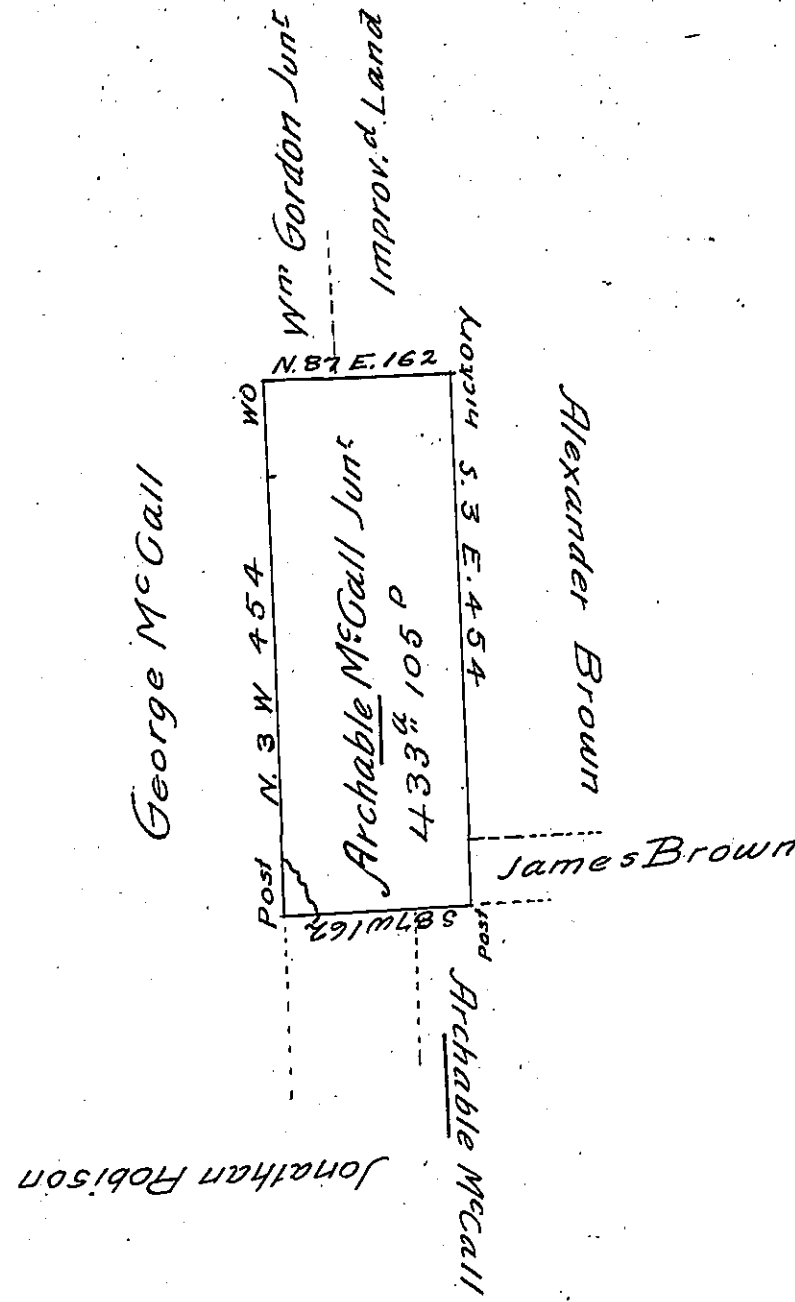 Wm Gordon Junr
Improv.d Land
N. 87 E. 162
WO
Hickory
George McCall
N. 3 W 454
Archable McCall Junr
433a" 105 P
S. 3 E. 454
Alexander Brown
Post
S 87 W 162
Post
James Brown
Archable McCall
Jonathan Robison